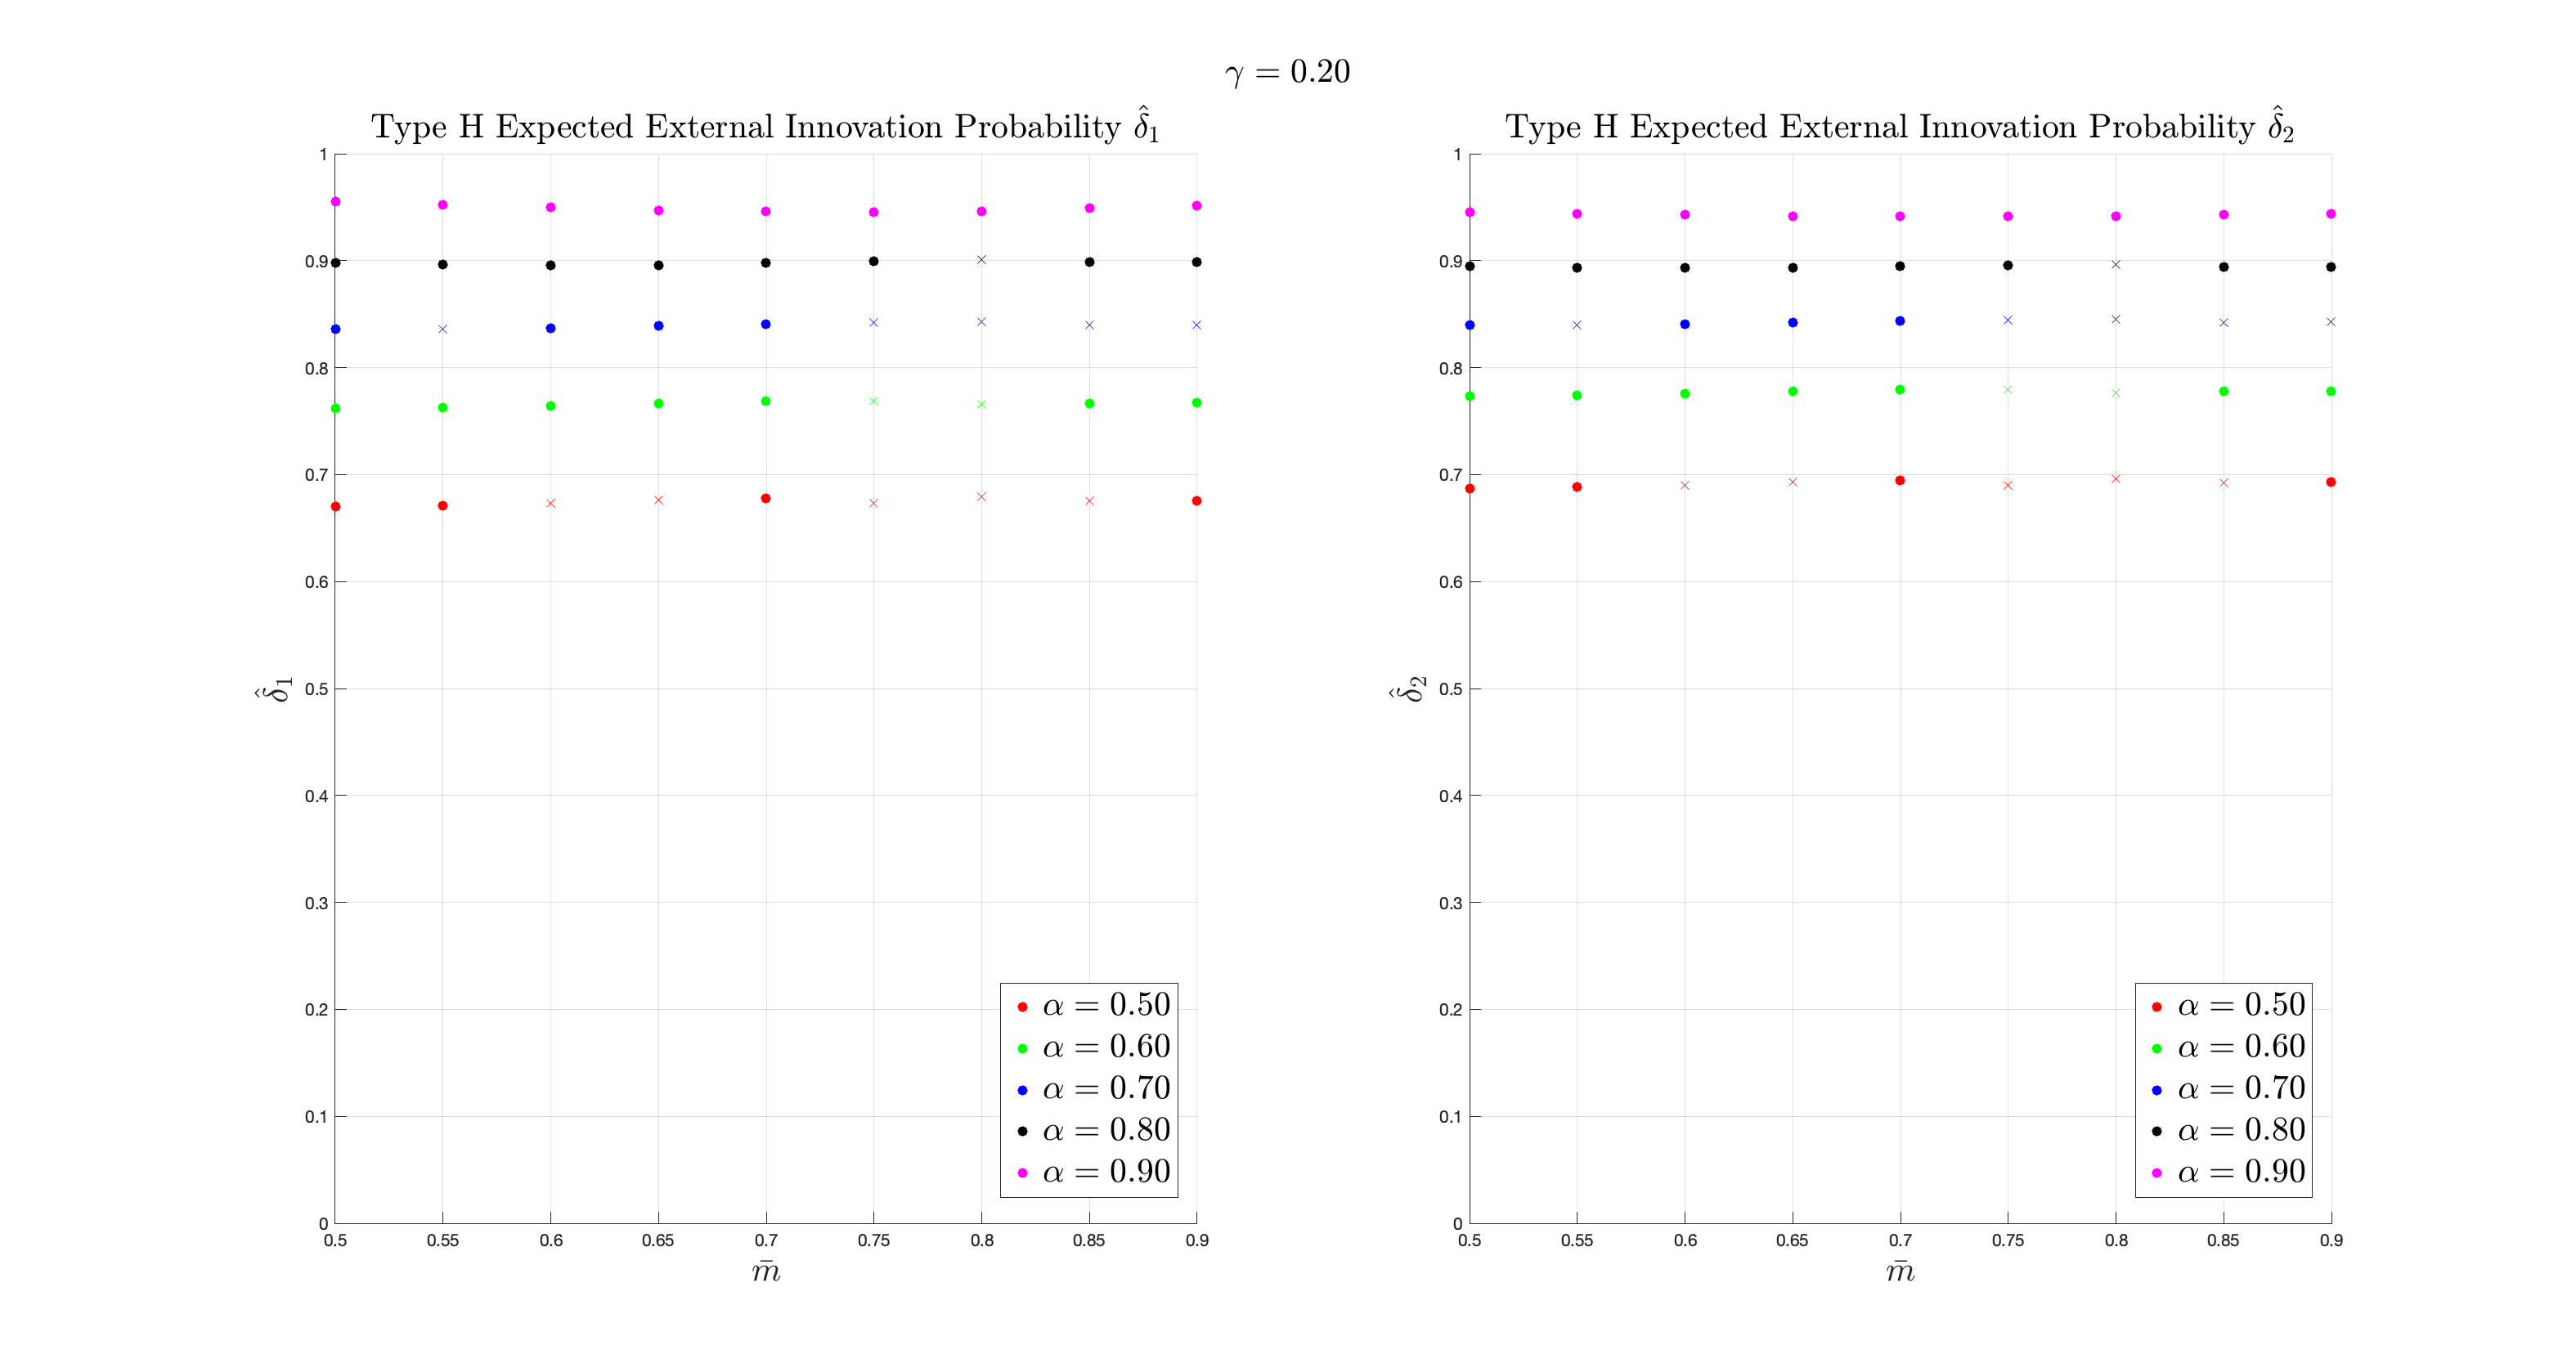 γ = 0.20
Type H Expected External Innovation Probability δ̂₁
1
0.9
0.8
0.7
0.6
0.5
0.4
0.3
0.2
0.1
0
δ̂₁
0.5 0.55 0.6 0.65 0.7 0.75 0.8 0.85 0.9
m̄
α = 0.50
α = 0.60
α = 0.70
α = 0.80
α = 0.90
Type H Expected External Innovation Probability δ̂₂
1
0.9
0.8
0.7
0.6
0.5
0.4
0.3
0.2
0.1
0
δ̂₂
0.5 0.55 0.6 0.65 0.7 0.75 0.8 0.85 0.9
m̄
α = 0.50
α = 0.60
α = 0.70
α = 0.80
α = 0.90